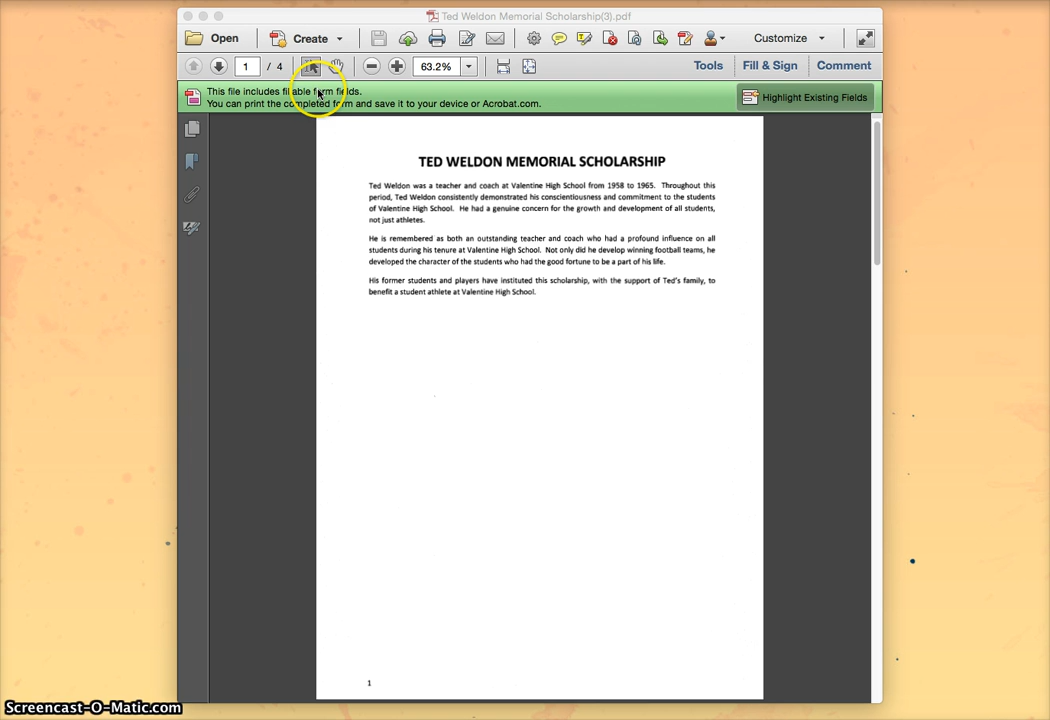 Ted Weldon Memorial Scholarship(3).pdf
Open Create Customize
1 / 4 63.2% Tools Fill & Sign Comment
This file includes fillable form fields.
You can print the completed form and save it to your device or Acrobat.com.
Highlight Existing Fields
TED WELDON MEMORIAL SCHOLARSHIP
Ted Weldon was a teacher and coach at Valentine High School from 1958 to 1965. Throughout this
period, Ted Weldon consistently demonstrated his conscientiousness and commitment to the students
of Valentine High School. He had a genuine concern for the growth and development of all students,
not just athletes.
He is remembered as both an outstanding teacher and coach who had a profound influence on all
students during his tenure at Valentine High School. Not only did he develop winning football teams, he
developed the character of the students who had the good fortune to be a part of his life.
His former students and players have instituted this scholarship, with the support of Ted's family, to
benefit a student athlete at Valentine High School.
1
Screencast-O-Matic.com